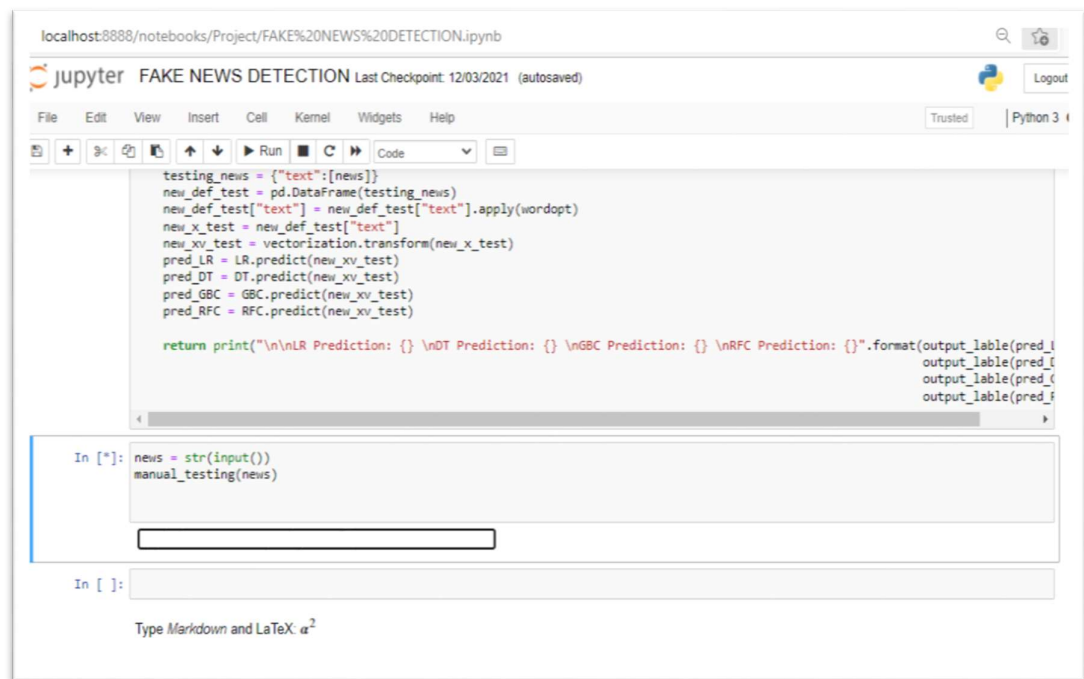 localhost:8888/notebooks/Project/FAKE%20NEWS%20DETECTION.ipynb
jupyter FAKE NEWS DETECTION Last Checkpoint: 12/03/2021 (autosaved)
Logout
File Edit View Insert Cell Kernel Widgets Help Trusted Python 3
Run Code
testing_news = {"text":[news]}
new_def_test = pd.DataFrame(testing_news)
new_def_test["text"] = new_def_test["text"].apply(wordopt)
new_x_test = new_def_test["text"]
new_xv_test = vectorization.transform(new_x_test)
pred_LR = LR.predict(new_xv_test)
pred_DT = DT.predict(new_xv_test)
pred_GBC = GBC.predict(new_xv_test)
pred_RFC = RFC.predict(new_xv_test)
return print("\n\nLR Prediction: {} \nDT Prediction: {} \nGBC Prediction: {} \nRFC Prediction: {}".format(output_lable(pred_L
output_lable(pred_D
output_lable(pred_G
output_lable(pred_R
In [*]: news = str(input())
manual_testing(news)
In [ ]:
Type Markdown and LaTeX: α²